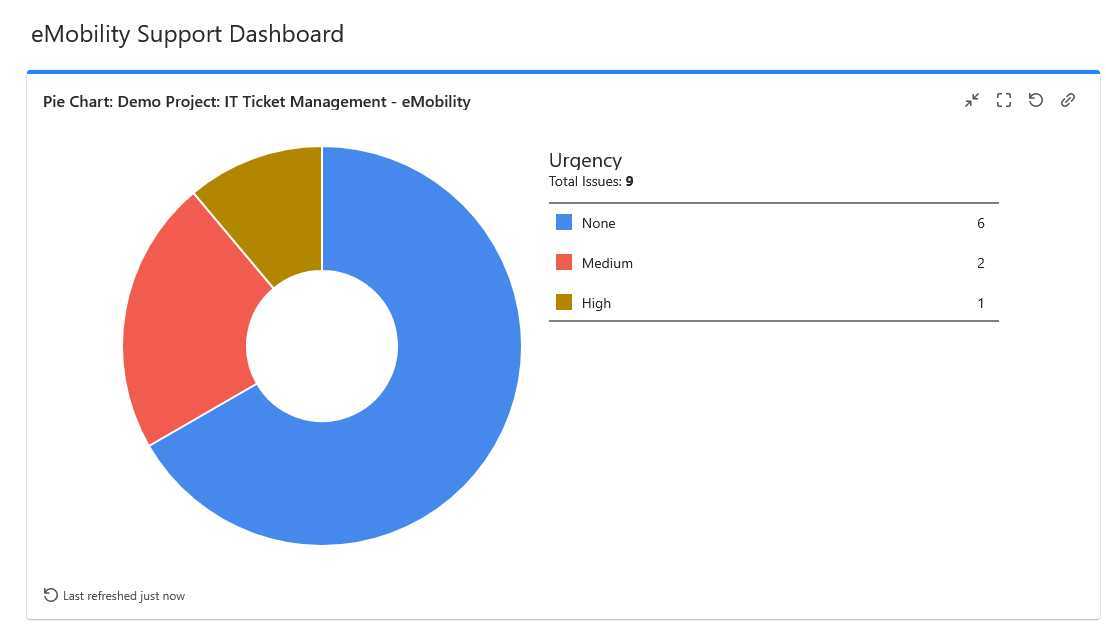 eMobility Support Dashboard
Pie Chart: Demo Project: IT Ticket Management - eMobility
Urgency
Total Issues: 9
None 6
Medium 2
High 1
Last refreshed just now